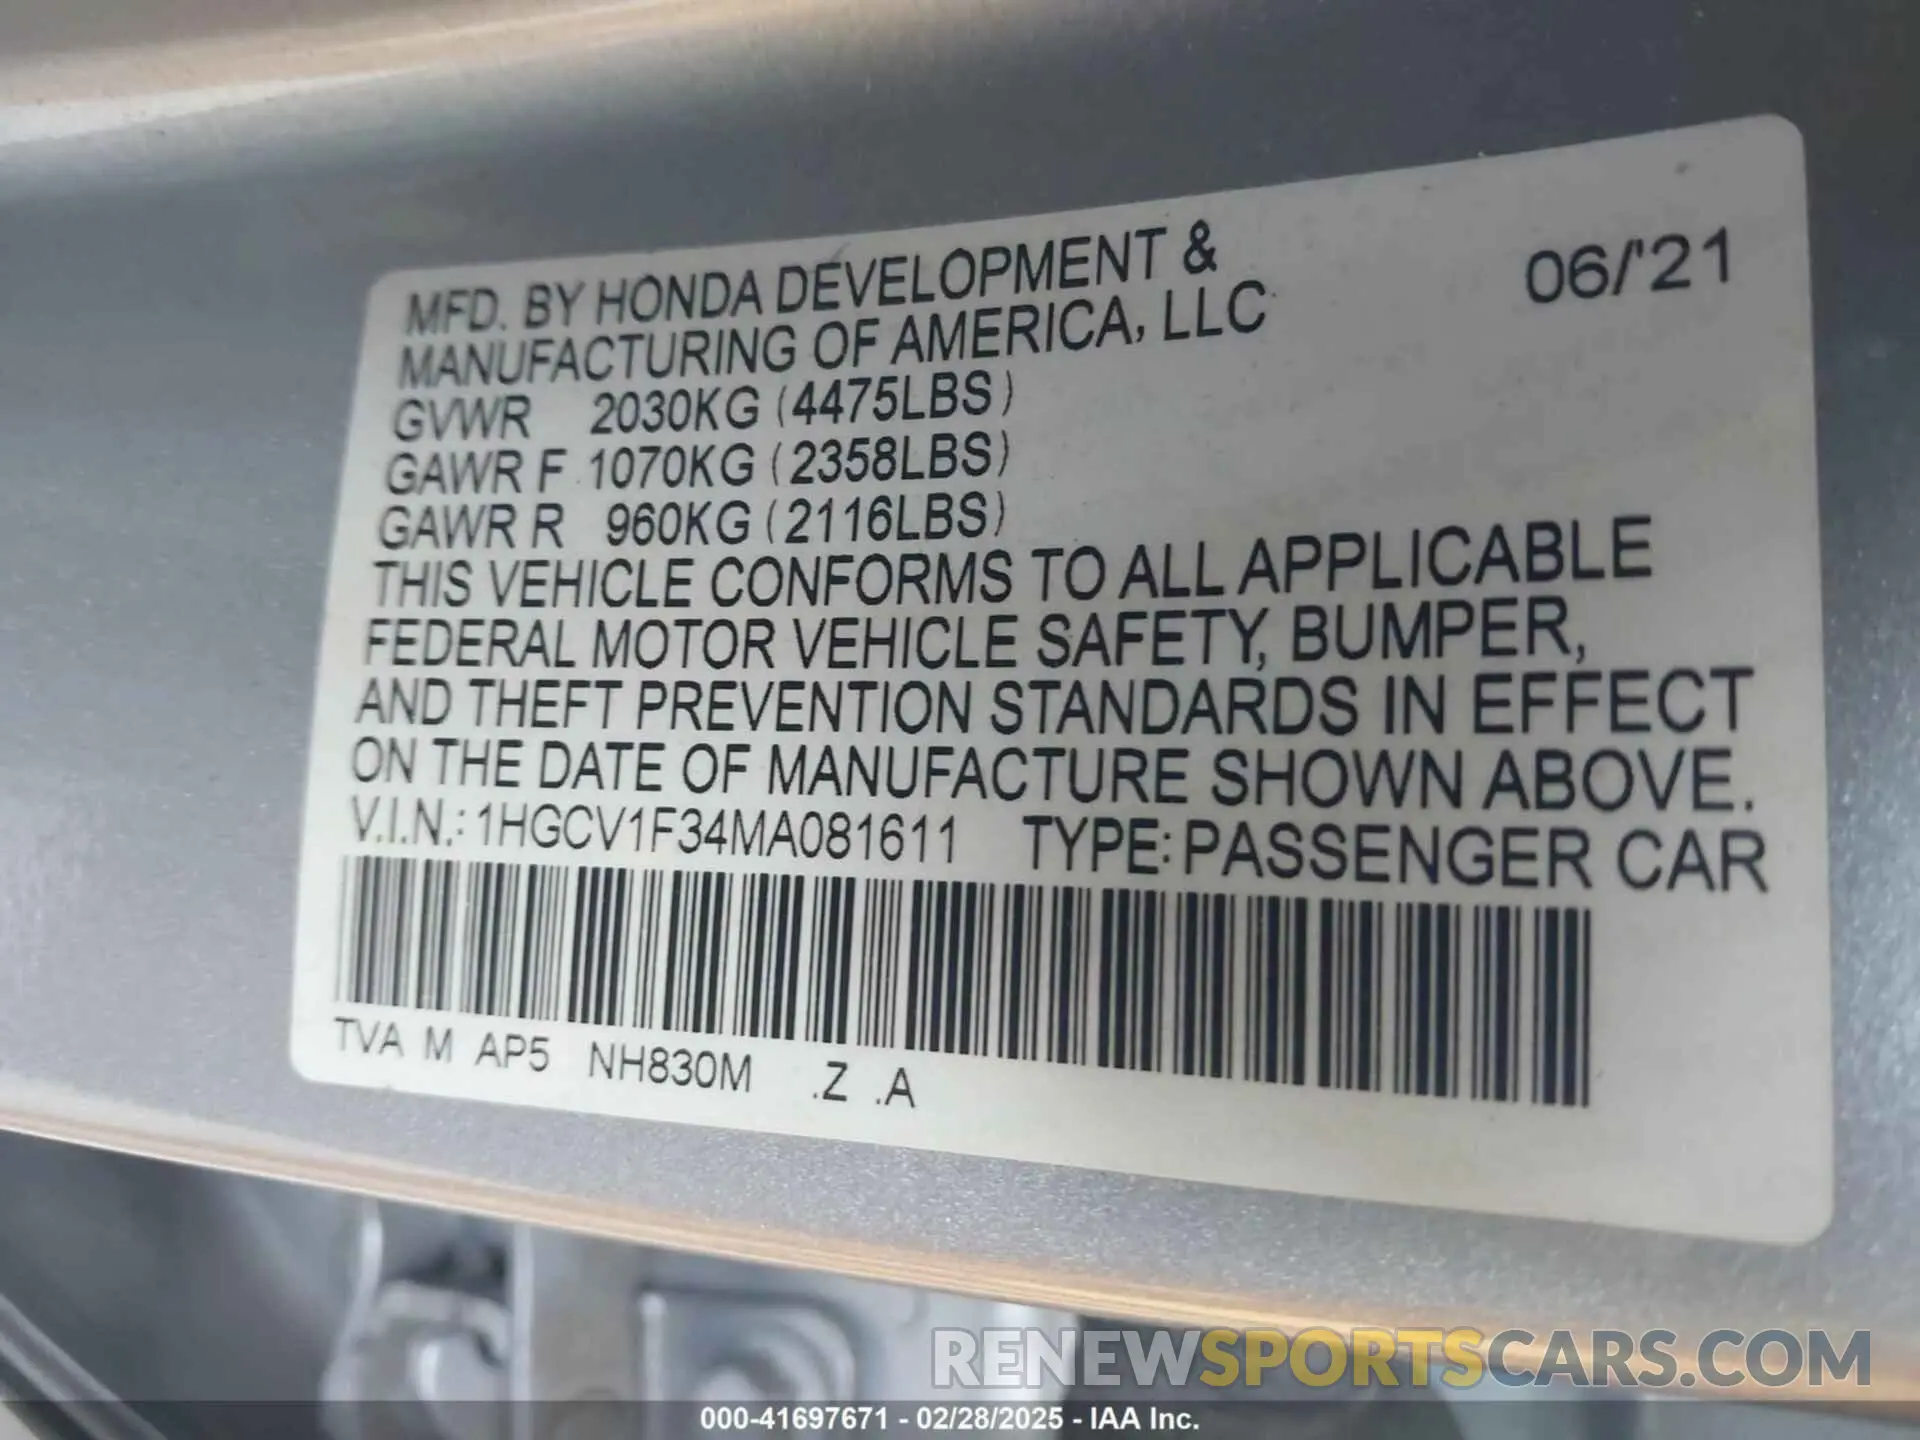 MFD. BY HONDA DEVELOPMENT &
MANUFACTURING OF AMERICA, LLC
06/'21
GVWR 2030KG (4475LBS)
GAWR F 1070KG (2358LBS)
GAWR R 960KG (2116LBS)
THIS VEHICLE CONFORMS TO ALL APPLICABLE
FEDERAL MOTOR VEHICLE SAFETY, BUMPER,
AND THEFT PREVENTION STANDARDS IN EFFECT
ON THE DATE OF MANUFACTURE SHOWN ABOVE.
V.I.N.: 1HGCV1F34MA081611 TYPE: PASSENGER CAR
TVA M AP5 NH830M .Z .A
RENEWSPORTSCARS.COM
000-41697671 - 02/28/2025 - IAA Inc.